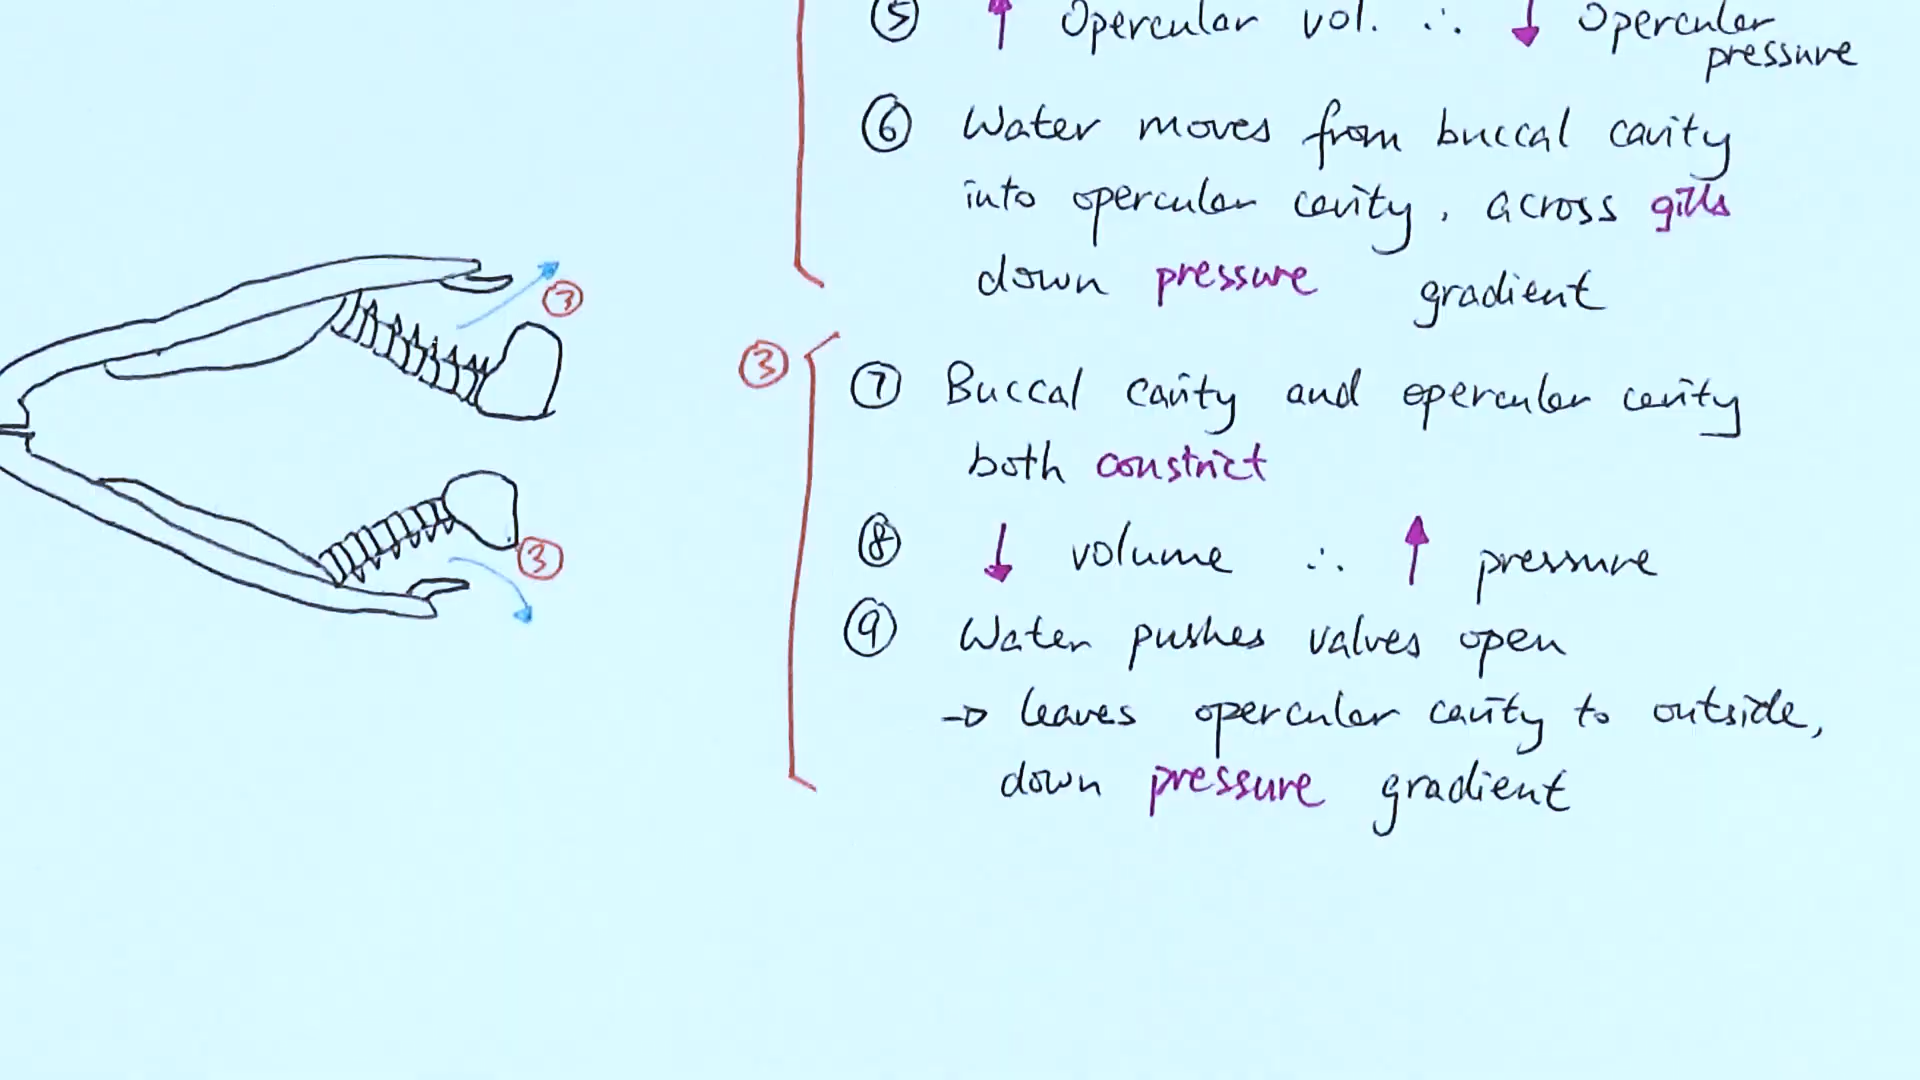 ⑤ ↑ Opercular vol. ∴ ↓ Opercular
pressure
⑥ Water moves from buccal cavity
into opercular cavity, across gills
down pressure gradient
③
⑦ Buccal cavity and opercular cavity
both constrict
⑧ ↓ volume ∴ ↑ pressure
⑨ Water pushes valves open
→ leaves opercular cavity to outside,
down pressure gradient
③
③